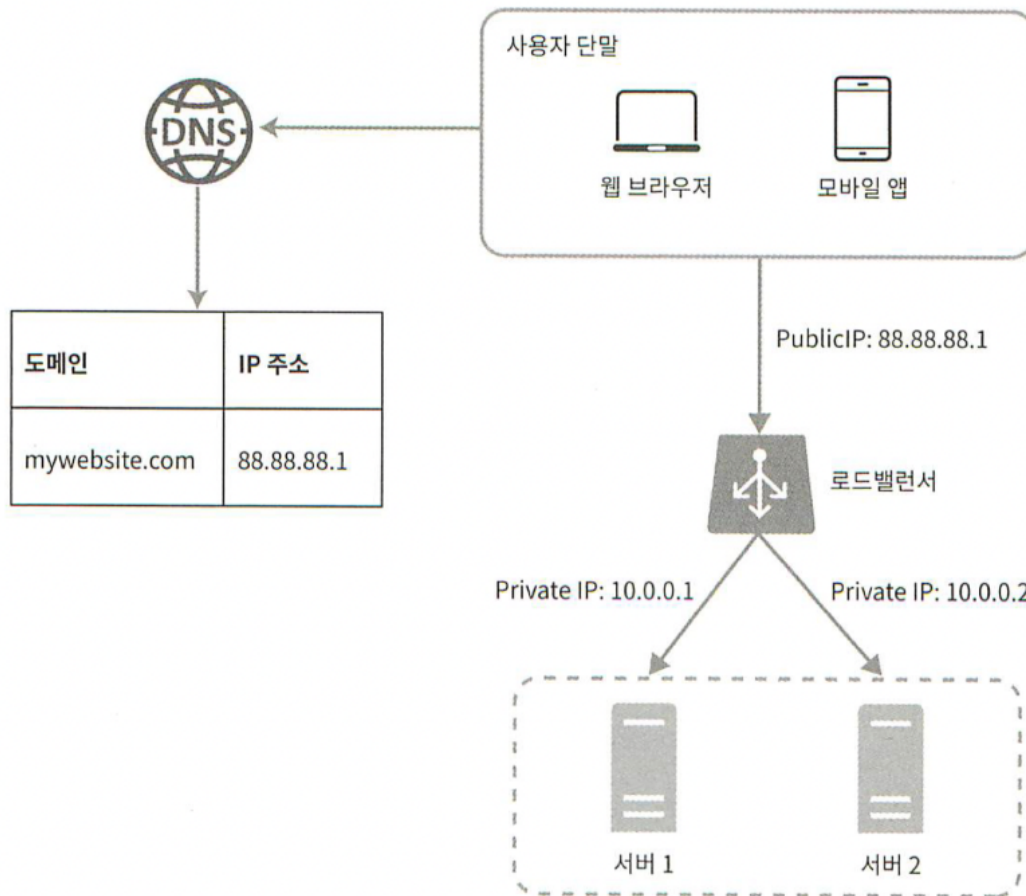 사용자 단말
DNS
웹 브라우저
모바일 앱
도메인
IP 주소
mywebsite.com
88.88.88.1
PublicIP: 88.88.88.1
로드밸런서
Private IP: 10.0.0.1
Private IP: 10.0.0.2
서버 1
서버 2